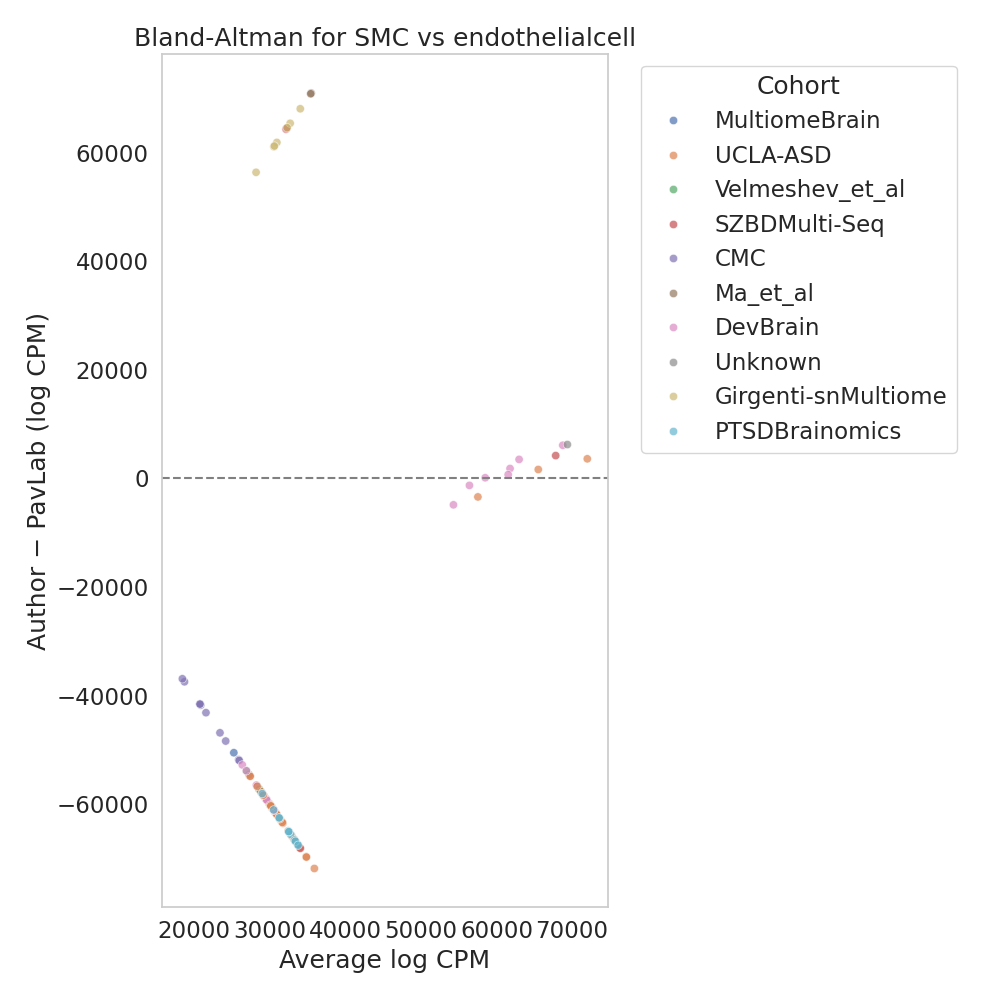 Bland-Altman for SMC vs endothelialcell
Author − PavLab (log CPM)
60000
40000
20000
0
−20000
−40000
−60000
20000 30000 40000 50000 60000 70000
Average log CPM
Cohort
MultiomeBrain
UCLA-ASD
Velmeshev_et_al
SZBDMulti-Seq
CMC
Ma_et_al
DevBrain
Unknown
Girgenti-snMultiome
PTSDBrainomics